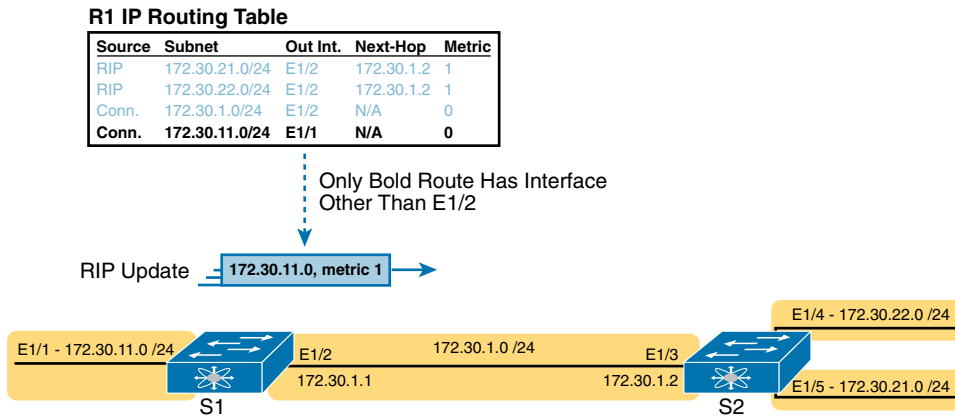 R1 IP Routing Table
Source Subnet Out Int. Next-Hop Metric
RIP 172.30.21.0/24 E1/2 172.30.1.2 1
RIP 172.30.22.0/24 E1/2 172.30.1.2 1
Conn. 172.30.1.0/24 E1/2 N/A 0
Conn. 172.30.11.0/24 E1/1 N/A 0
Only Bold Route Has Interface
Other Than E1/2
RIP Update
172.30.11.0, metric 1
E1/1 - 172.30.11.0 /24
E1/2
172.30.1.0 /24
E1/3
E1/4 - 172.30.22.0 /24
172.30.1.1
172.30.1.2
E1/5 - 172.30.21.0 /24
S1
S2